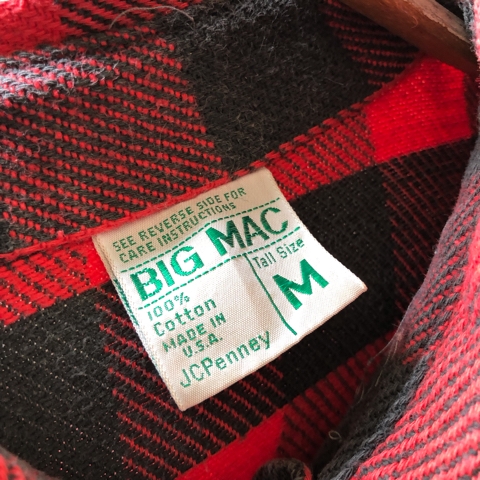 SEE REVERSE SIDE FOR
CARE INSTRUCTIONS
BIG MAC
100%
Cotton
MADE IN
U.S.A.
JCPenney
Tall Size
M